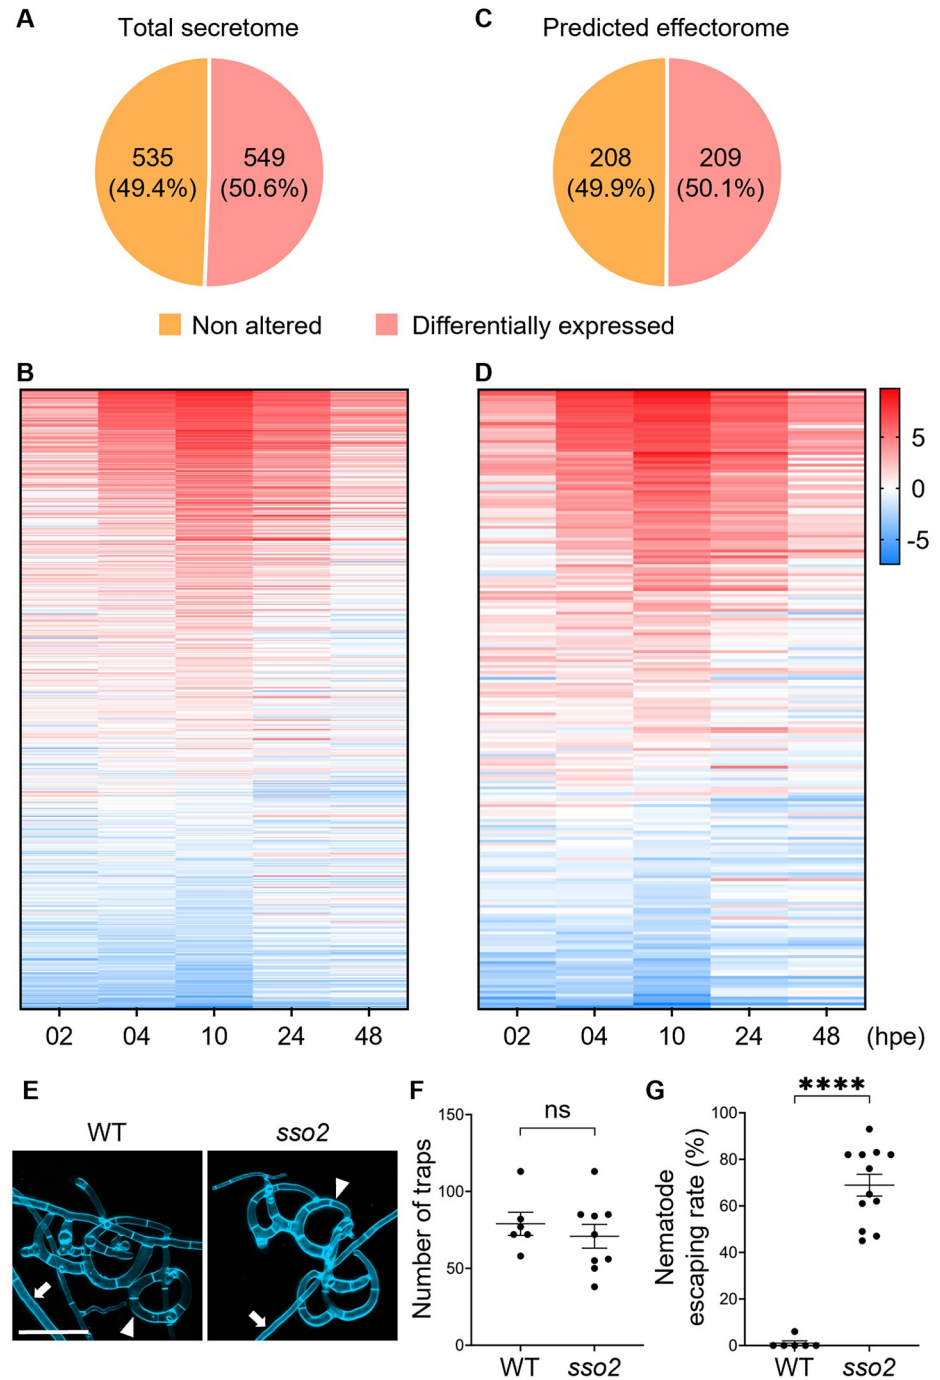 A
Total secretome
C
Predicted effectorome
535
(49.4%)
549
(50.6%)
208
(49.9%)
209
(50.1%)
Non altered
Differentially expressed
B
D
5
0
-5
02 04 10 24 48
02 04 10 24 48 (hpe)
E
WT
sso2
F
Number of traps
150
100
50
0
ns
WT
sso2
G
Nematode
escaping rate (%)
100
80
60
40
20
0
****
WT
sso2